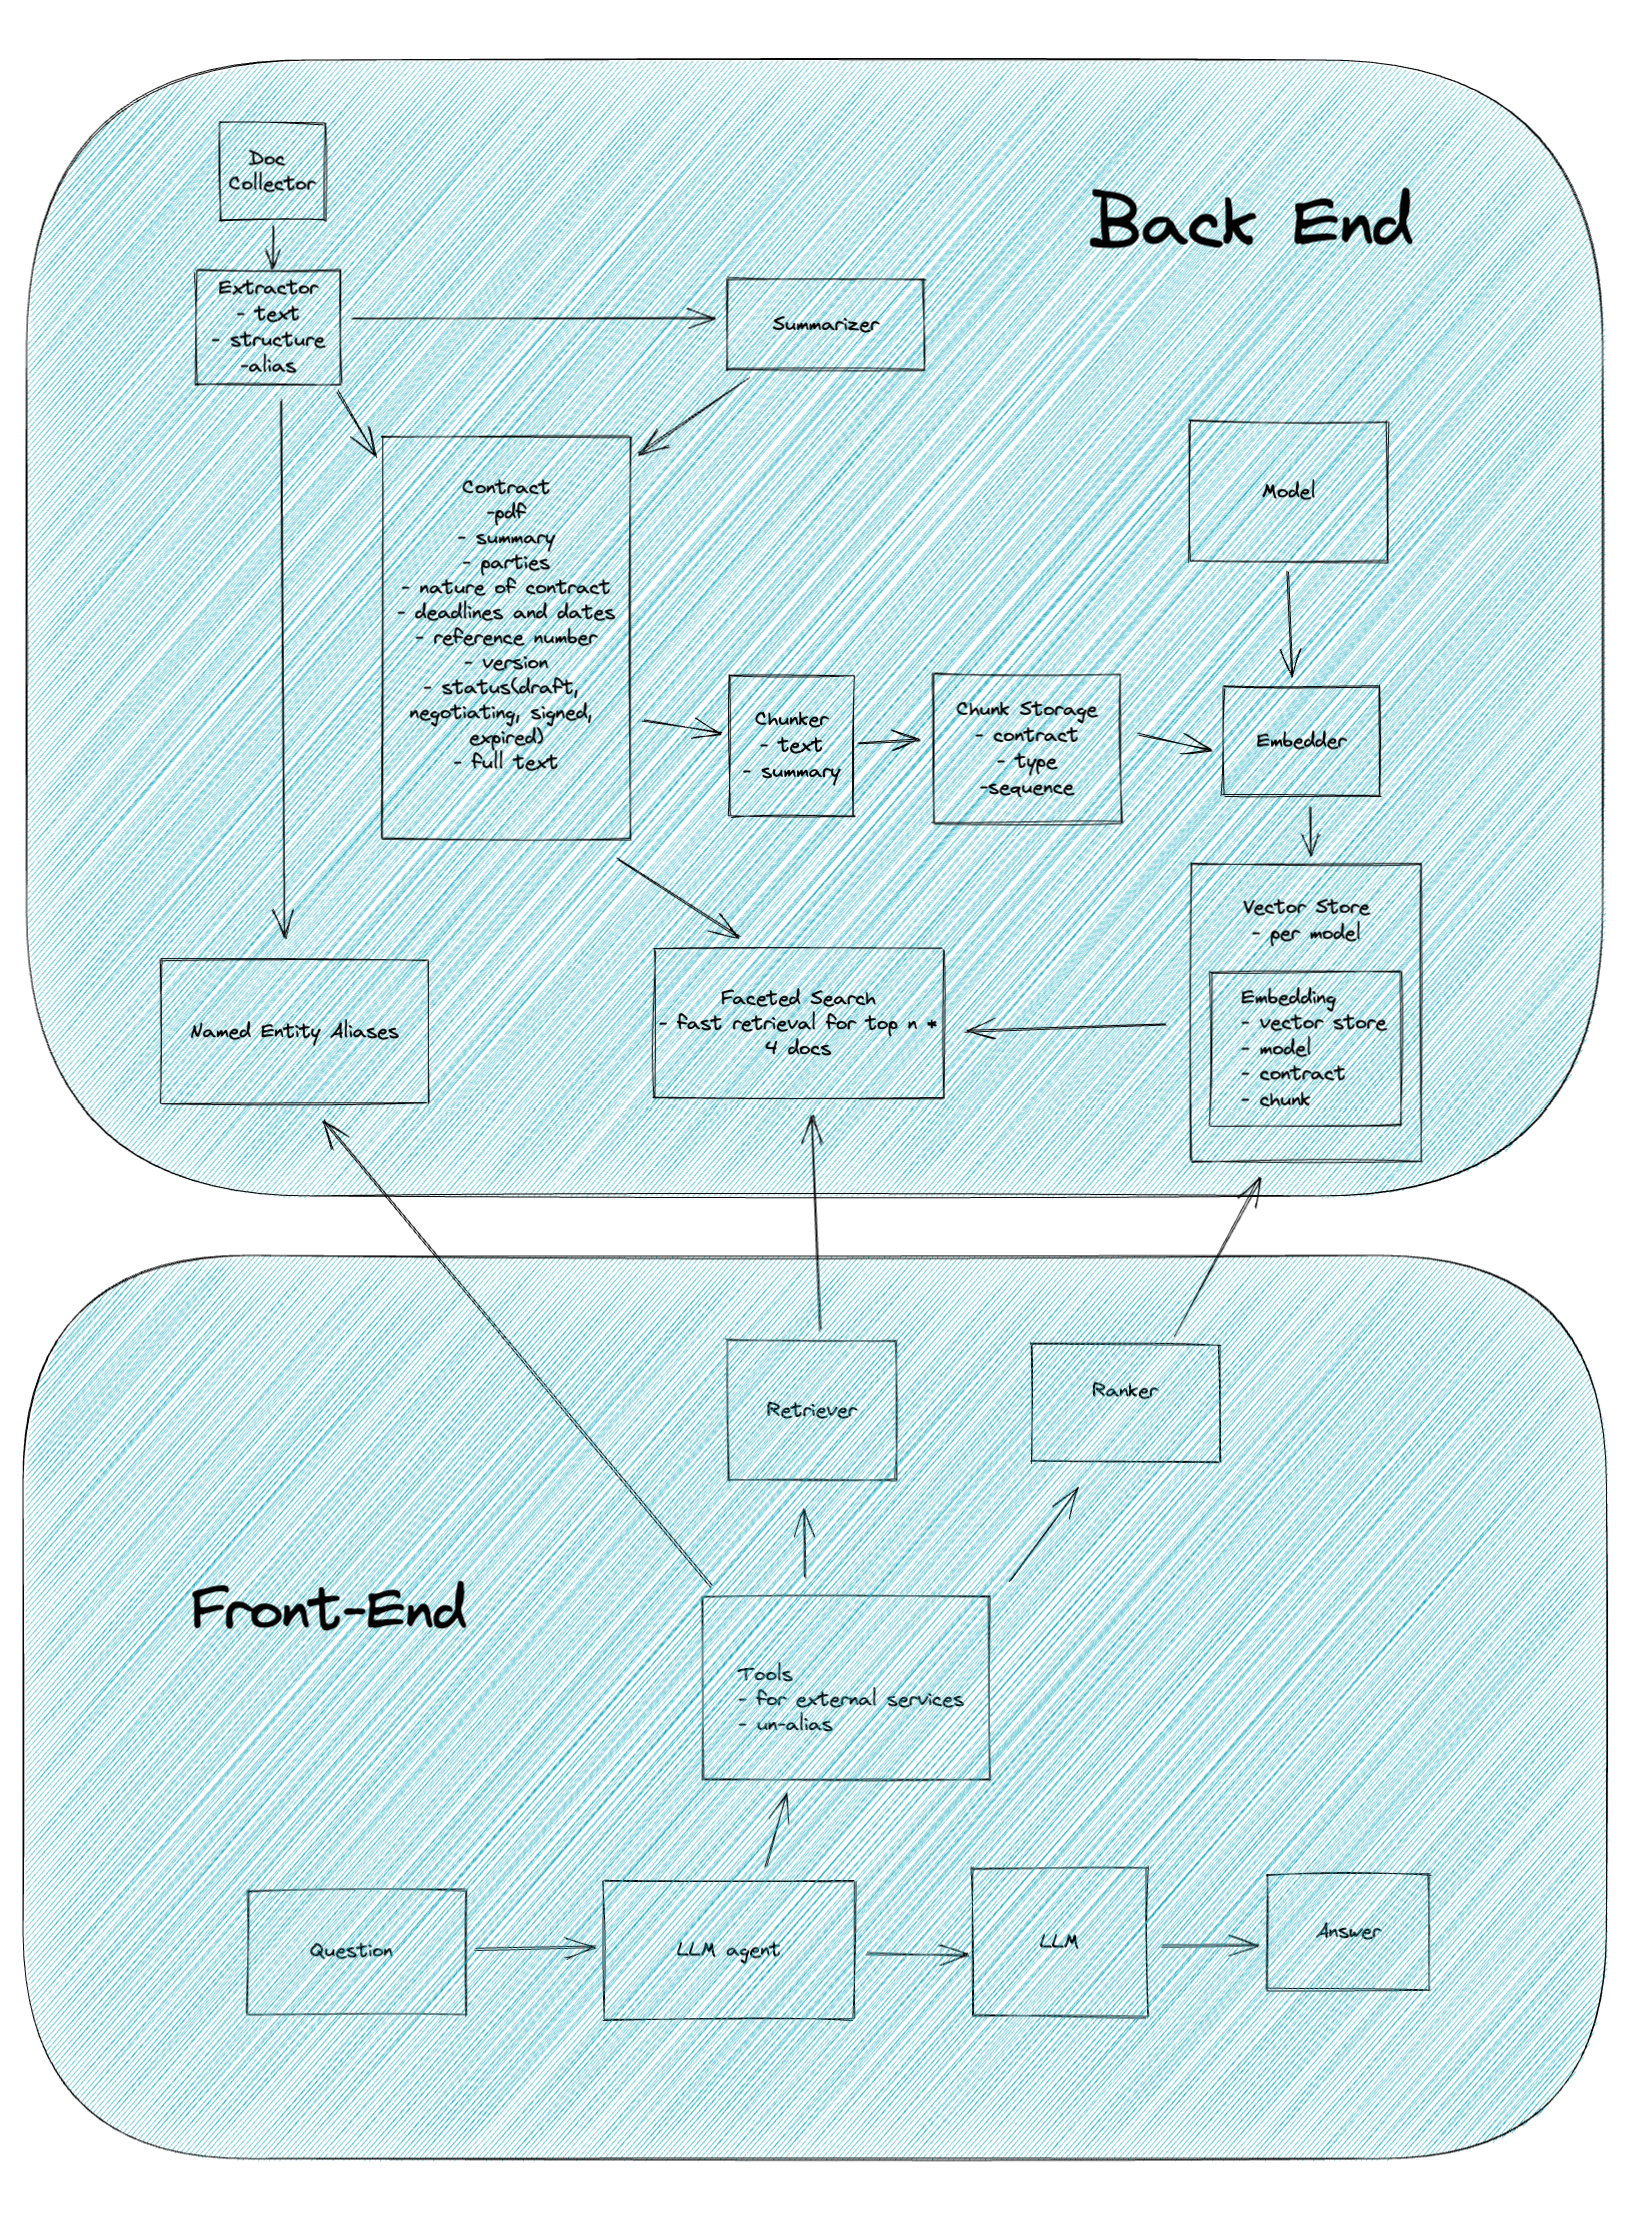 Back End
Doc
Collector
Extractor
- text
- structure
-alias
Summarizer
Contract
-pdf
- summary
- parties
- nature of contract
- deadlines and dates
- reference number
- version
- status(draft,
negotiating, signed,
expired)
- full text
Model
Chunker
- text
- summary
Chunk Storage
- contract
- type
-sequence
Embedder
Vector Store
- per model
Embedding
- vector store
- model
- contract
- chunk
Named Entity Aliases
Faceted Search
- fast retrieval for top n *
4 docs
Retriever
Ranker
Front-End
Tools
- for external services
- un-alias
Question
LLM agent
LLM
Answer